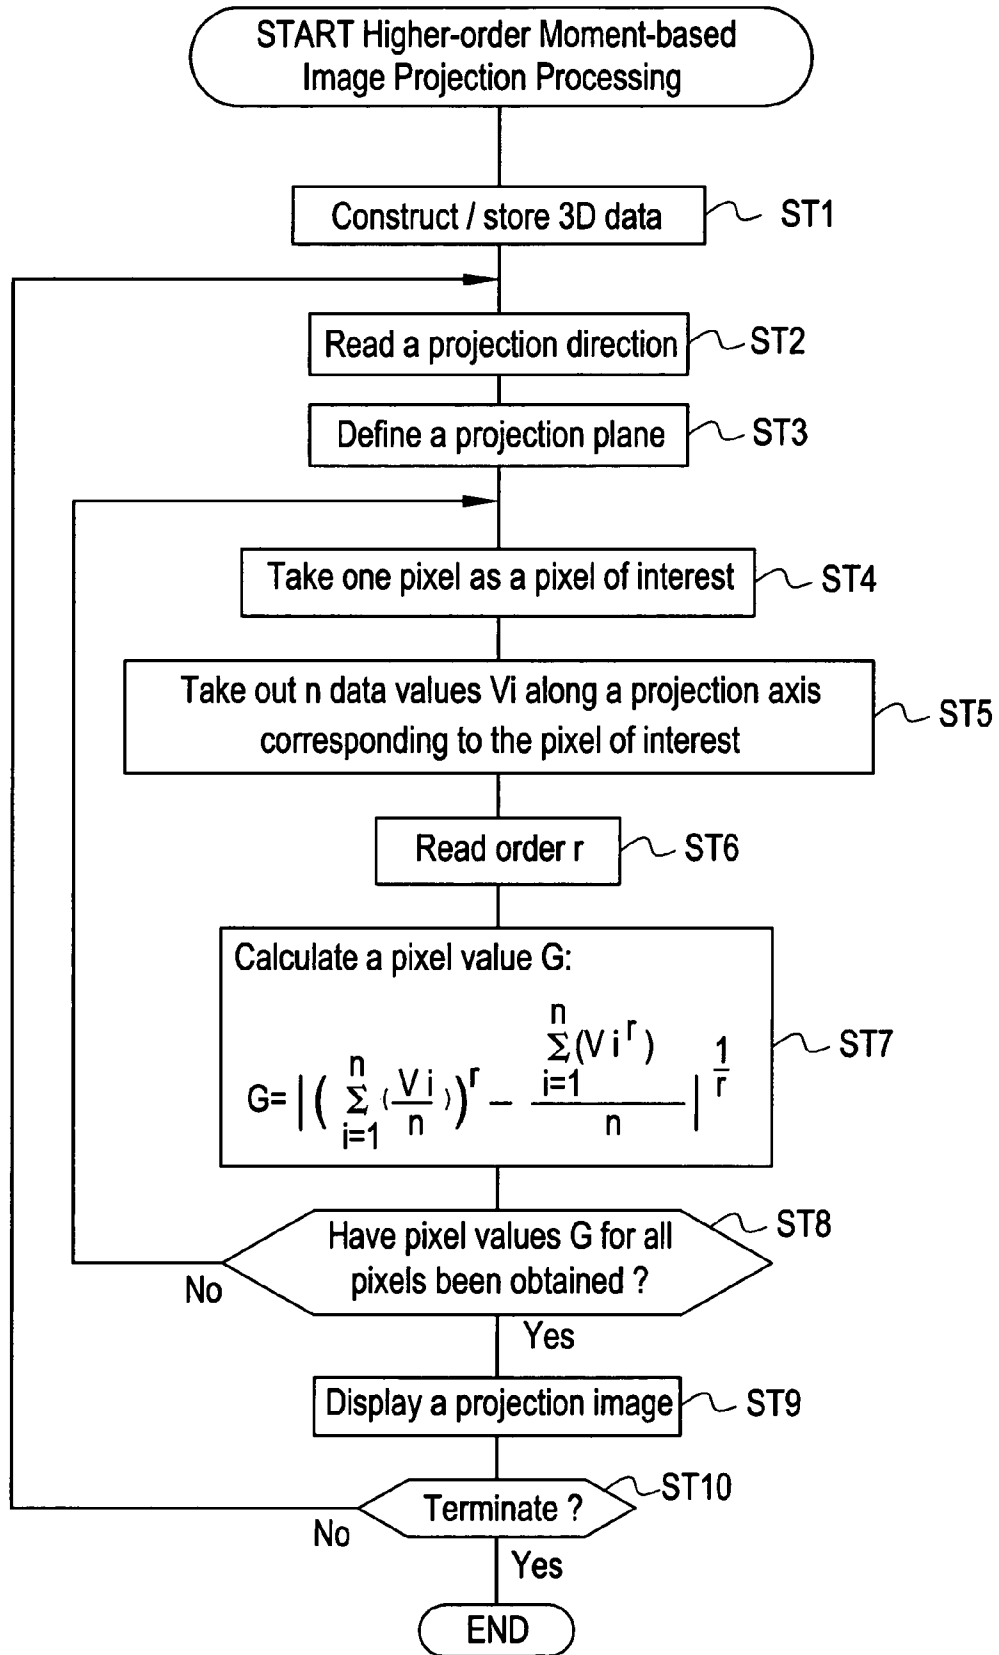 START Higher-order Moment-based
Image Projection Processing
Construct / store 3D data
ST1
Read a projection direction
ST2
Define a projection plane
ST3
Take one pixel as a pixel of interest
ST4
Take out n data values Vi along a projection axis
corresponding to the pixel of interest
ST5
Read order r
ST6
Calculate a pixel value G:
G= | ( n Σ i=1 ( Vi / n ) ) r − n Σ i=1 ( V i r ) / n | 1/r
ST7
Have pixel values G for all
pixels been obtained ?
ST8
No
Yes
Display a projection image
ST9
Terminate ?
ST10
No
Yes
END